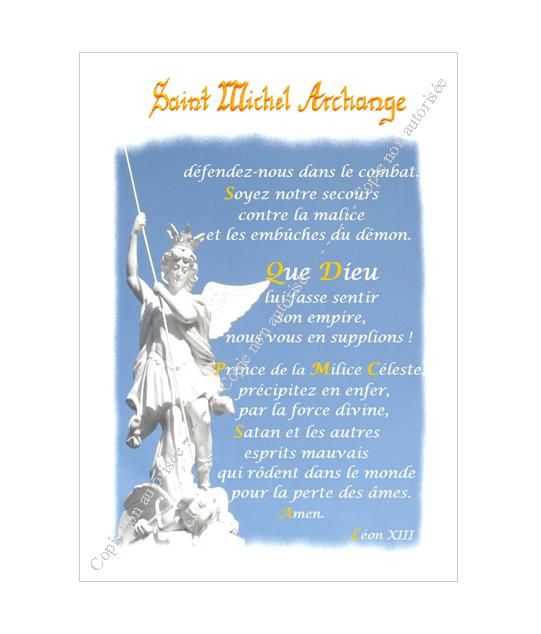 Saint Michel Archange
défendez-nous dans le combat.
Soyez notre secours
contre la malice
et les embûches du démon.
Que Dieu
lui fasse sentir
son empire,
nous vous en supplions !
Prince de la Milice Céleste,
précipitez en enfer,
par la force divine,
Satan et les autres
esprits mauvais
qui rôdent dans le monde
pour la perte des âmes.
Amen.
Léon XIII
Copie non autorisée - Copie non autorisée - - - - - Copie non autorisée